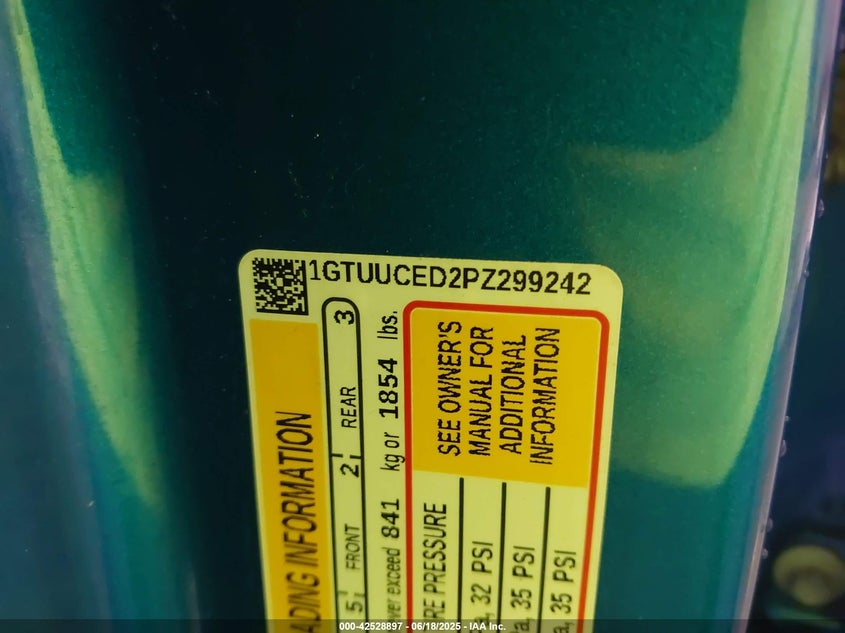 1GTUUCED2PZ299242
ADING INFORMATION
5 FRONT 2 REAR 3
ver exceed 841 kg or 1854 lbs.
SEE OWNER'S
MANUAL FOR
ADDITIONAL
INFORMATION
RE PRESSURE
, 32 PSI
a, 35 PSI
a, 35 PSI
000-42528897 - 06/18/2025 - IAA Inc.